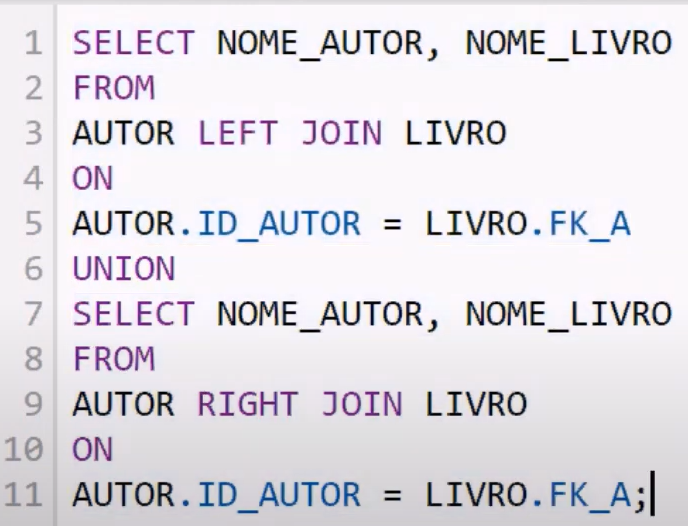 1 SELECT NOME_AUTOR, NOME_LIVRO
2 FROM
3 AUTOR LEFT JOIN LIVRO
4 ON
5 AUTOR.ID_AUTOR = LIVRO.FK_A
6 UNION
7 SELECT NOME_AUTOR, NOME_LIVRO
8 FROM
9 AUTOR RIGHT JOIN LIVRO
10 ON
11 AUTOR.ID_AUTOR = LIVRO.FK_A;